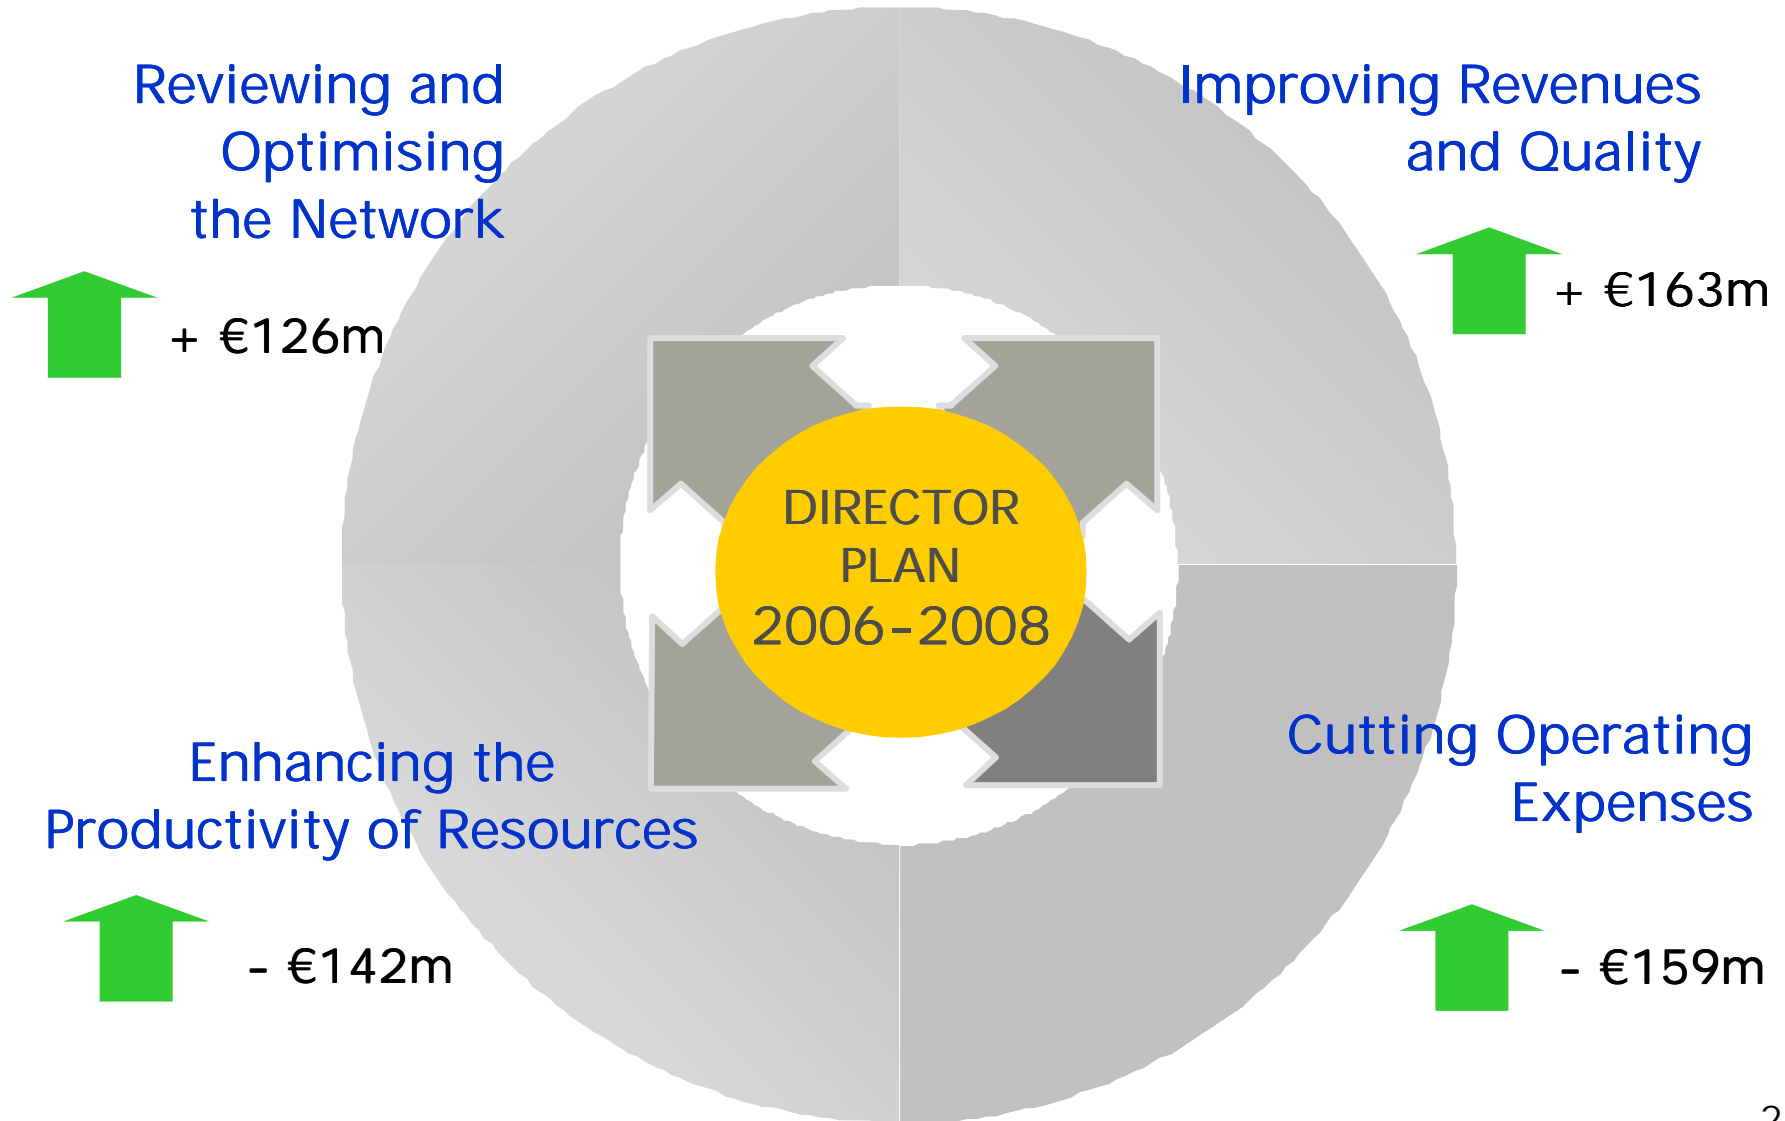 Reviewing and
Optimising
the Network
+ €126m
Improving Revenues
and Quality
+ €163m
DIRECTOR
PLAN
2006-2008
Enhancing the
Productivity of Resources
- €142m
Cutting Operating
Expenses
- €159m
2